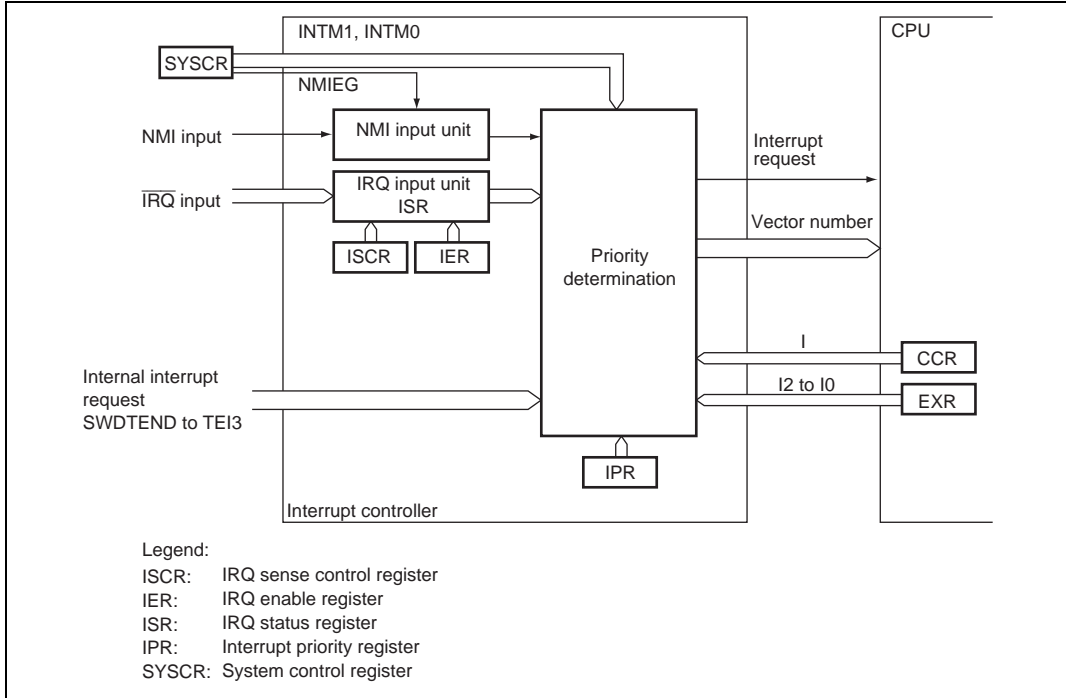 INTM1, INTM0
CPU
SYSCR
NMIEG
NMI input
NMI input unit
Interrupt
request
IRQ input
IRQ input unit
ISR
Vector number
ISCR
IER
Priority
determination
I
CCR
Internal interrupt
request
SWDTEND to TEI3
I2 to I0
EXR
IPR
Interrupt controller
Legend:
ISCR: IRQ sense control register
IER: IRQ enable register
ISR: IRQ status register
IPR: Interrupt priority register
SYSCR: System control register